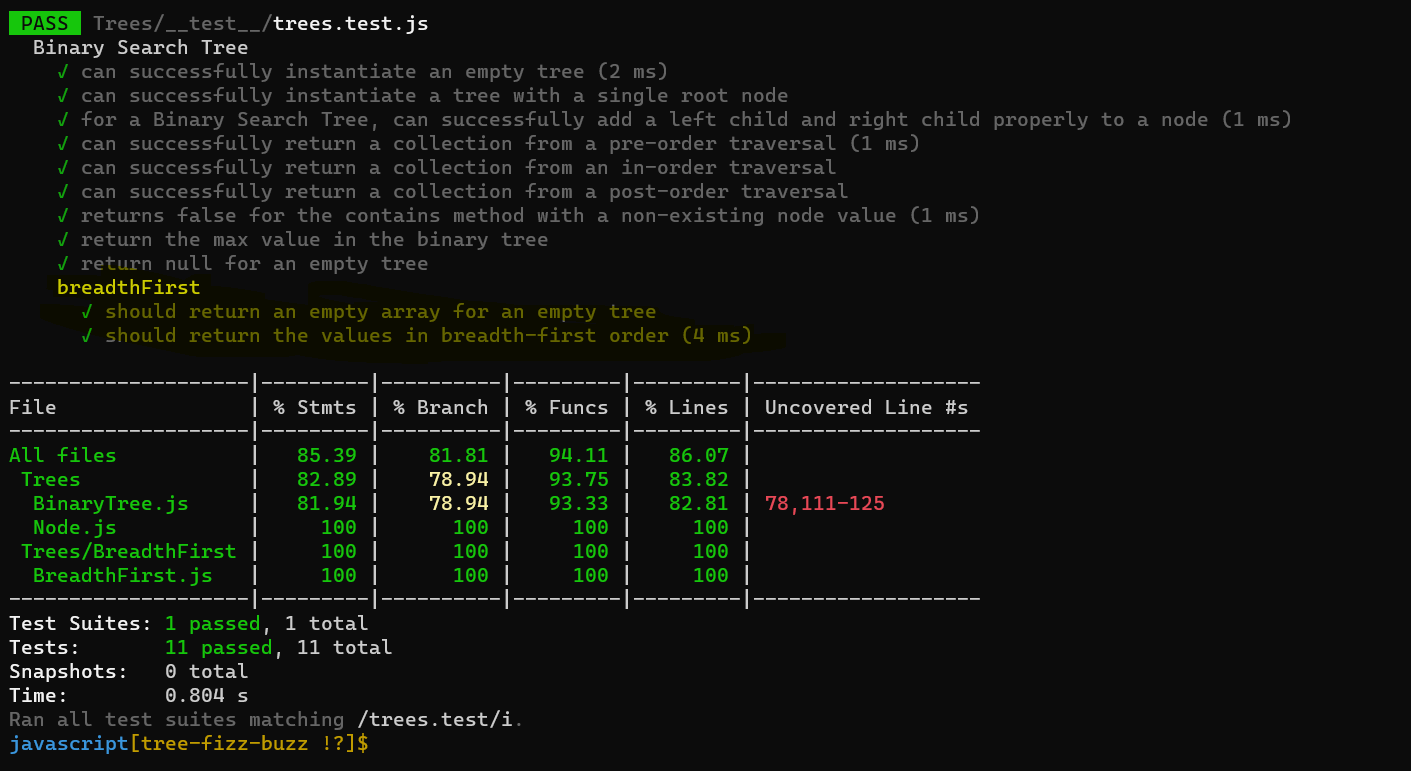 PASS Trees/__test__/trees.test.js
  Binary Search Tree
    √ can successfully instantiate an empty tree (2 ms)
    √ can successfully instantiate a tree with a single root node
    √ for a Binary Search Tree, can successfully add a left child and right child properly to a node (1 ms)
    √ can successfully return a collection from a pre-order traversal (1 ms)
    √ can successfully return a collection from an in-order traversal
    √ can successfully return a collection from a post-order traversal
    √ returns false for the contains method with a non-existing node value (1 ms)
    √ return the max value in the binary tree
    √ return null for an empty tree
    breadthFirst
      √ should return an empty array for an empty tree
      √ should return the values in breadth-first order (4 ms)
--------------------|---------|----------|---------|---------|-------------------
File                | % Stmts | % Branch | % Funcs | % Lines | Uncovered Line #s
--------------------|---------|----------|---------|---------|-------------------
All files           |   85.39 |    81.81 |   94.11 |   86.07 |
 Trees              |   82.89 |    78.94 |   93.75 |   83.82 |
  BinaryTree.js     |   81.94 |    78.94 |   93.33 |   82.81 | 78,111-125
  Node.js           |     100 |      100 |     100 |     100 |
 Trees/BreadthFirst |     100 |      100 |     100 |     100 |
  BreadthFirst.js   |     100 |      100 |     100 |     100 |
--------------------|---------|----------|---------|---------|-------------------
Test Suites: 1 passed, 1 total
Tests:       11 passed, 11 total
Snapshots:   0 total
Time:        0.804 s
Ran all test suites matching /trees.test/i.
javascript[tree-fizz-buzz !?]$